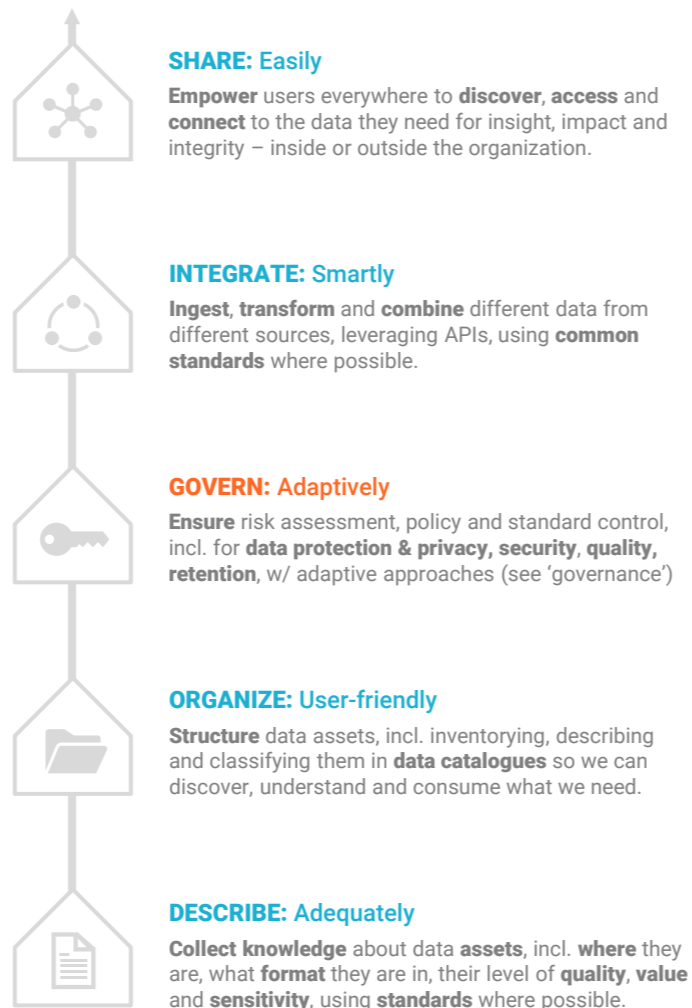 SHARE: Easily
Empower users everywhere to discover, access and
connect to the data they need for insight, impact and
integrity – inside or outside the organization.
INTEGRATE: Smartly
Ingest, transform and combine different data from
different sources, leveraging APIs, using common
standards where possible.
GOVERN: Adaptively
Ensure risk assessment, policy and standard control,
incl. for data protection & privacy, security, quality,
retention, w/ adaptive approaches (see ‘governance’)
ORGANIZE: User-friendly
Structure data assets, incl. inventorying, describing
and classifying them in data catalogues so we can
discover, understand and consume what we need.
DESCRIBE: Adequately
Collect knowledge about data assets, incl. where they
are, what format they are in, their level of quality, value
and sensitivity, using standards where possible.